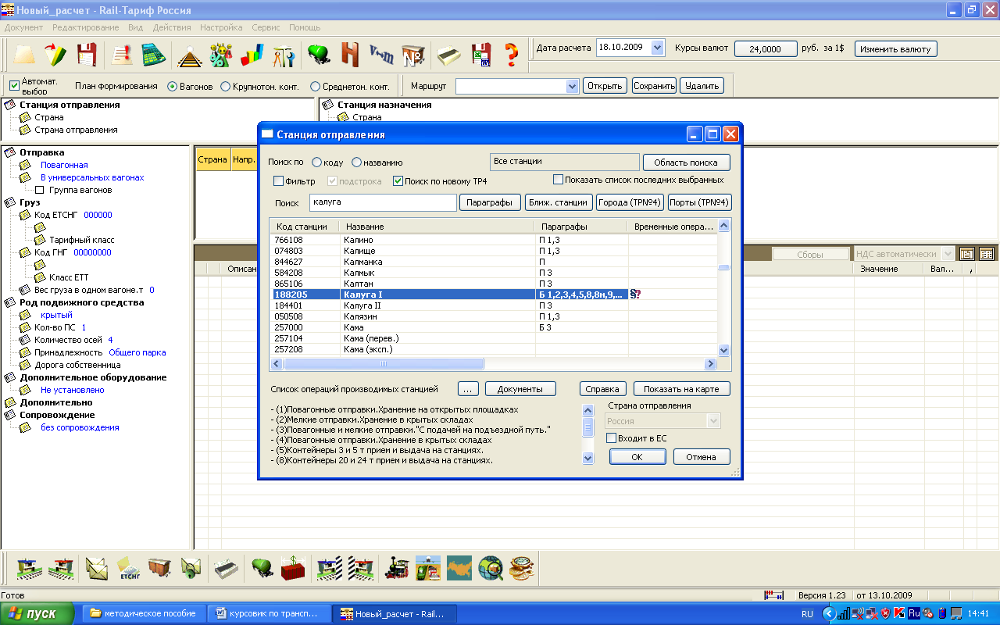 Новый_расчет - Rail-Тариф Россия
Документ Редактирование Вид Действия Настройка Сервис Помощь
Дата расчета 18.10.2009 Курсы валют 24,0000 руб. за 1$ Изменить валюту
Автомат. выбор План формирования Вагонов Крупнотон. конт. Среднетон. конт. Маршрут Открыть Сохранить Удалить
Станция отправления
Страна
Страна отправления
Станция назначения
Страна
Отправка
Повагонная
В универсальных вагонах
Группа вагонов
Груз
Код ЕТСНГ 000000
Тарифный класс
Код ГНГ 00000000
Класс ЕТТ
Вес груза в одном вагоне.т 0
Род подвижного средства
крытый
Кол-во ПС 1
Количество осей 4
Принадлежность Общего парка
Дорога собственница
Дополнительное оборудование
Не установлено
Дополнительно
Сопровождение
без сопровождения
Страна Напр.
Сборы НДС автоматически
Описан Значение Вал... ,
Станция отправления
Поиск по коду названию Все станции Область поиска
Фильтр подстрока Поиск по новому ТР4 Показать список последних выбранных
Поиск калуга Параграфы Ближ. станции Города (ТР№4) Порты (ТР№4)
Код станции Название Параграфы Временные опера...
766108 Калино П 1,3
074803 Калище П 1,3
844627 Калманка П
584208 Калмык П 3
865106 Калтан П 3
188205 Калуга I Б 1,2,3,4,5,8,8н,9,... §?
184401 Калуга II П 3
050508 Калязин П 1,3
257000 Кама Б 3
257104 Кама (перев.)
257208 Кама (эксп.)
Список операций производимых станцией ... Документы Справка Показать на карте
- (1)Повагонные отправки.Хранение на открытых площадках
- (2)Мелкие отправки.Хранение в крытых складах
- (3)Повагонные и мелкие отправки."С подачей на подъездной путь."
- (4)Повагонные отправки.Хранение в крытых складах
- (5)Контейнеры 3 и 5 т прием и выдача на станциях.
- (8)Контейнеры 20 и 24 т прием и выдача на станциях.
Страна отправления
Россия
Входит в ЕС
ОК Отмена
ЕТСНГ
Готов Версия 1.23 от 13.10.2009
пуск методическое пособие курсовик по трансп... Новый_расчет - Rail... RU Ru 14:41